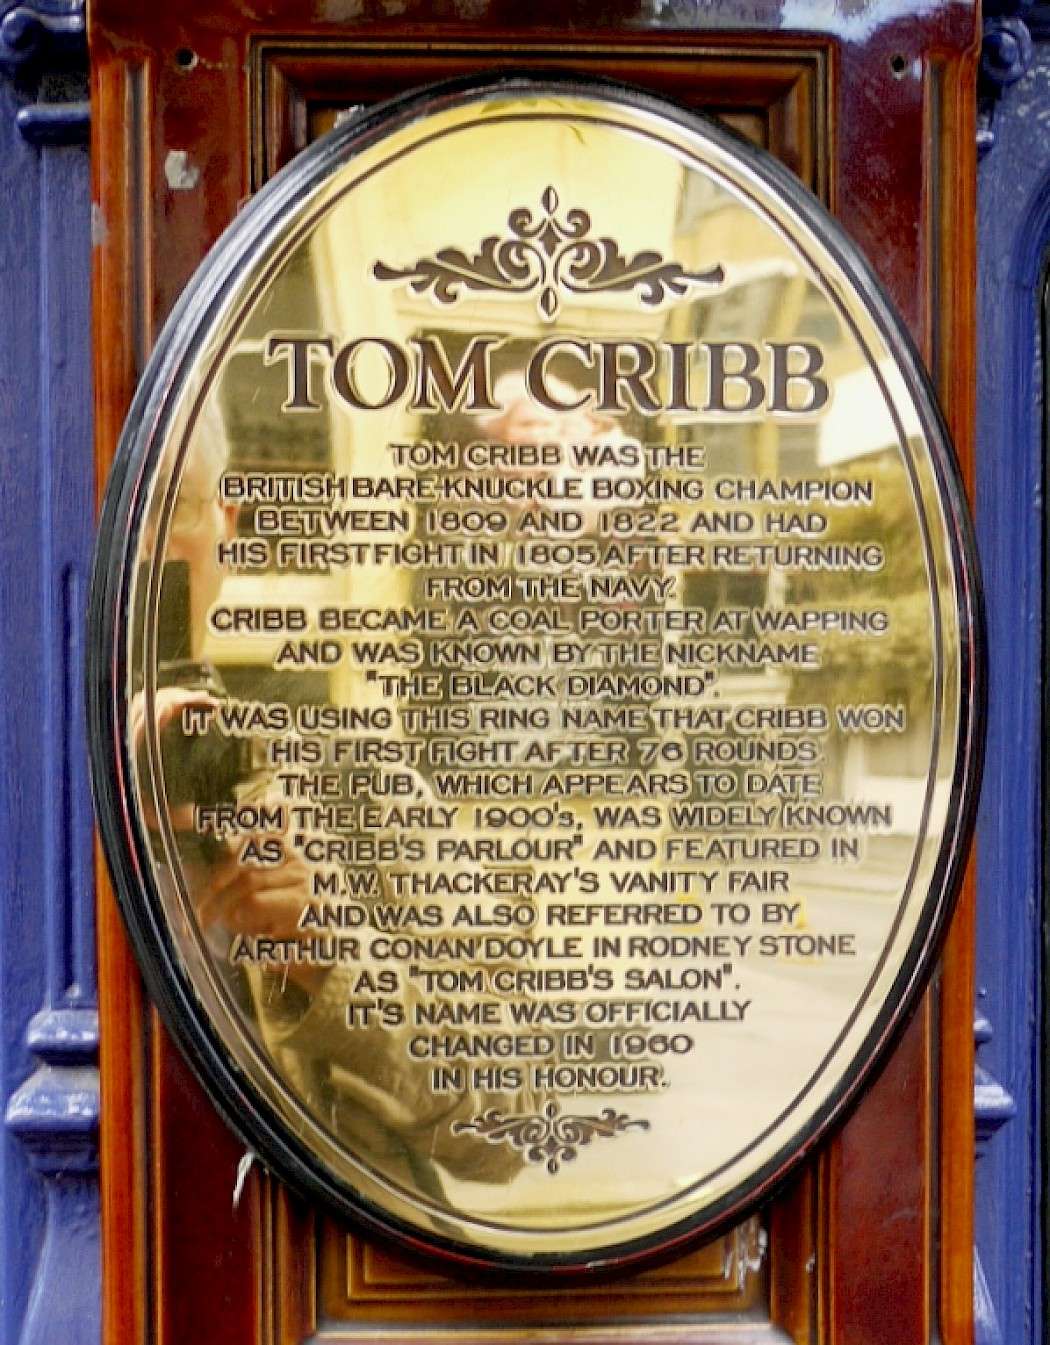 TOM CRIBB
TOM CRIBB WAS THE
BRITISH BARE-KNUCKLE BOXING CHAMPION
BETWEEN 1809 AND 1822 AND HAD
HIS FIRST FIGHT IN 1805 AFTER RETURNING
FROM THE NAVY.
CRIBB BECAME A COAL PORTER AT WAPPING
AND WAS KNOWN BY THE NICKNAME
"THE BLACK DIAMOND".
IT WAS USING THIS RING NAME THAT CRIBB WON
HIS FIRST FIGHT AFTER 76 ROUNDS.
THE PUB, WHICH APPEARS TO DATE
FROM THE EARLY 1900's, WAS WIDELY KNOWN
AS "CRIBB'S PARLOUR" AND FEATURED IN
M.W. THACKERAY'S VANITY FAIR
AND WAS ALSO REFERRED TO BY
ARTHUR CONAN DOYLE IN RODNEY STONE
AS "TOM CRIBB'S SALON".
IT'S NAME WAS OFFICIALLY
CHANGED IN 1960
IN HIS HONOUR.